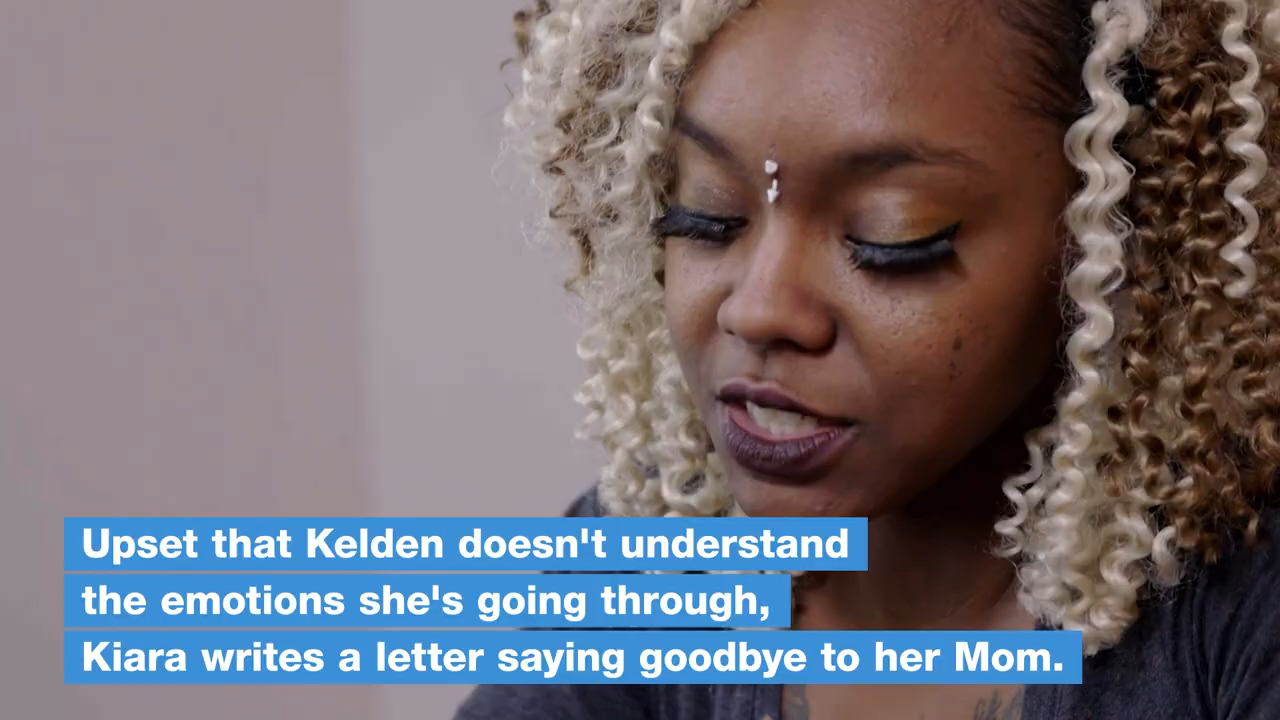 Upset that Kelden doesn't understand
the emotions she's going through,
Kiara writes a letter saying goodbye to her Mom.